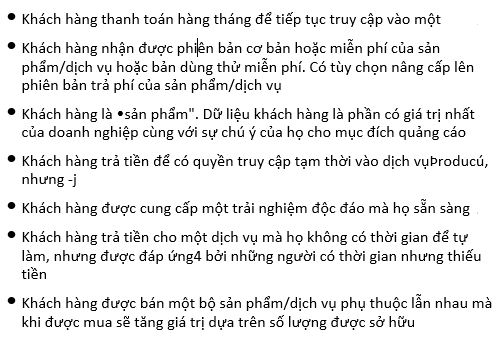 • Khách hàng thanh toán hàng tháng để tiếp tục truy cập vào một
• Khách hàng nhận được phiên bản cơ bản hoặc miễn phí của sản
phẩm/dịch vụ hoặc bản dùng thử miễn phí. Có tùy chọn nâng cấp lên
phiên bản trả phí của sản phẩm/dịch vụ
• Khách hàng là •sản phẩm". Dữ liệu khách hàng là phần có giá trị nhất
của doanh nghiệp cùng với sự chú ý của họ cho mục đích quảng cáo
• Khách hàng trả tiền để có quyền truy cập tạm thời vào dịch vụÞroducú,
nhưng -j
• Khách hàng được cung cấp một trải nghiệm độc đáo mà họ sẵn sàng
• Khách hàng trả tiền cho một dịch vụ mà họ không có thời gian để tự
làm, nhưng được đáp ứng4 bởi những người có thời gian nhưng thiếu
tiền
• Khách hàng được bán một bộ sản phẩm/dịch vụ phụ thuộc lẫn nhau mà
khi được mua sẽ tăng giá trị dựa trên số lượng được sở hữu